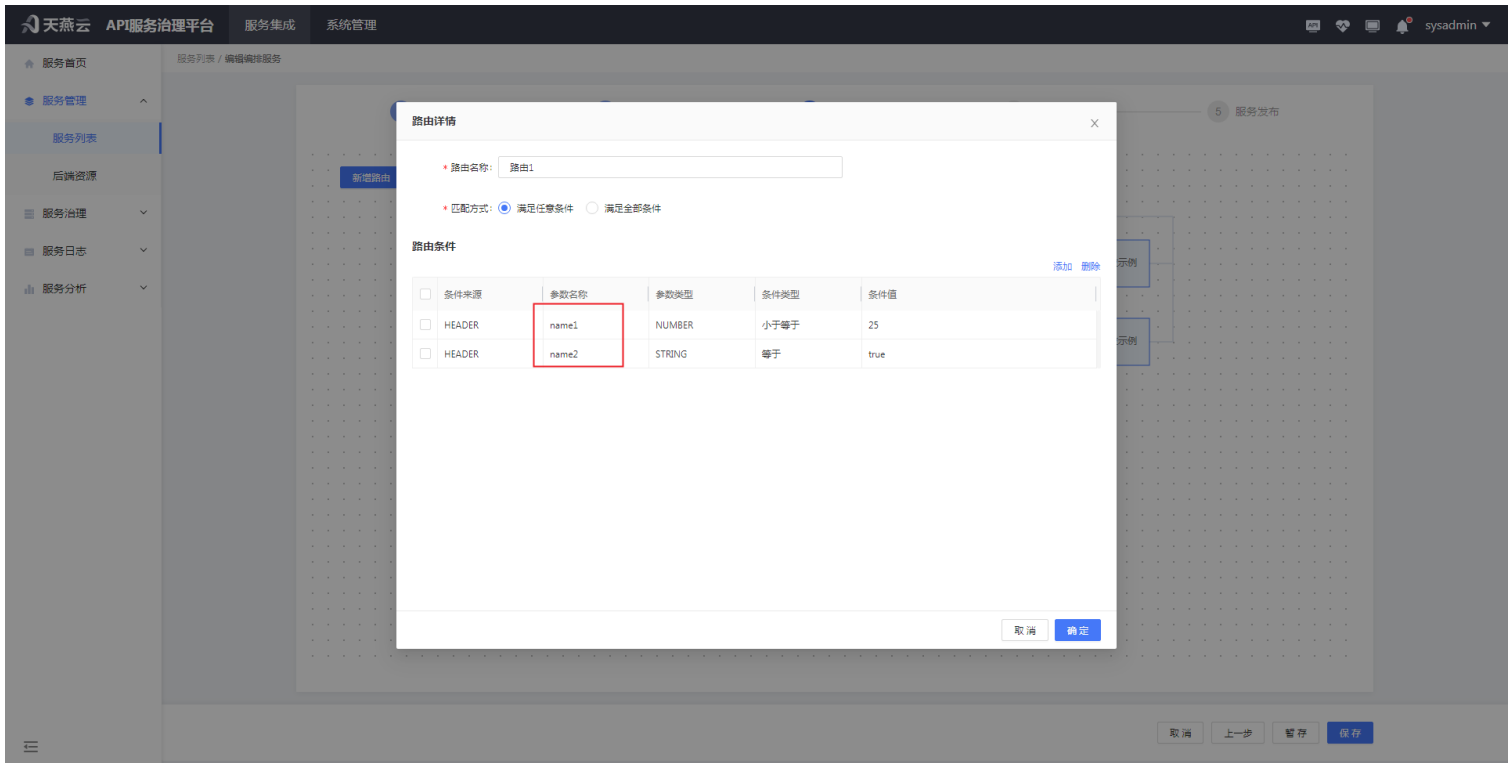 天燕云 API服务治理平台 服务集成 系统管理 API sysadmin
服务首页
服务管理
服务列表
后端资源
服务治理
服务日志
服务分析
服务列表 / 编辑编排服务
5 服务发布
新增路由
路由详情
* 路由名称: 路由1
* 匹配方式: 满足任意条件 满足全部条件
路由条件
添加 删除
条件来源 参数名称 参数类型 条件类型 条件值
HEADER name1 NUMBER 小于等于 25
HEADER name2 STRING 等于 true
示例
示例
取消 确定
取消 上一步 暂存 保存